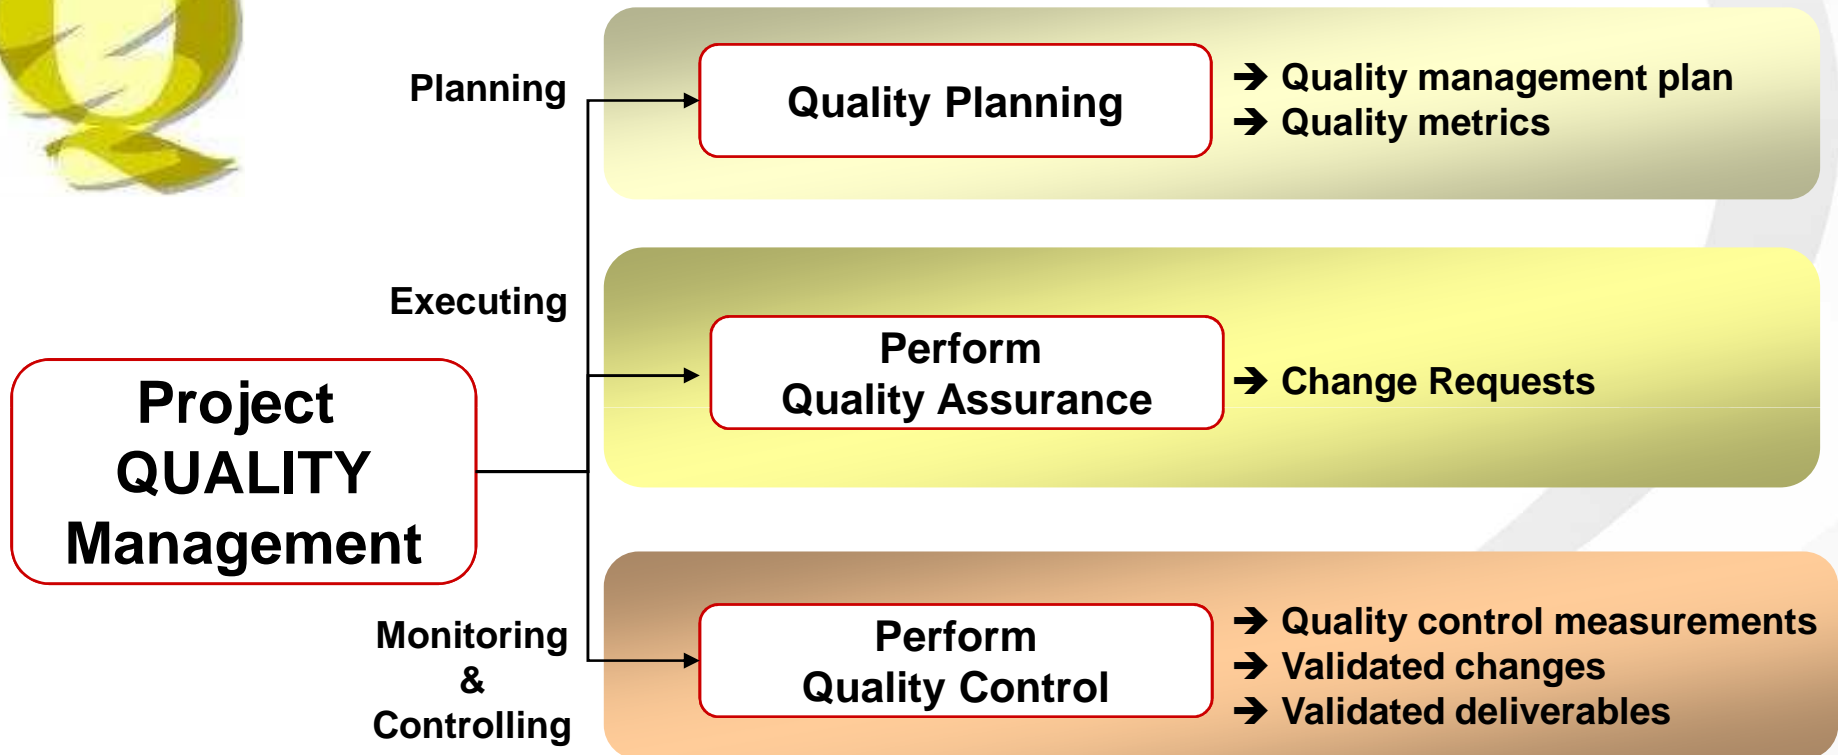 Q
Planning
Quality Planning
➔ Quality management plan
➔ Quality metrics
Executing
Perform
Quality Assurance
➔ Change Requests
Project
QUALITY
Management
Monitoring
&
Controlling
Perform
Quality Control
➔ Quality control measurements
➔ Validated changes
➔ Validated deliverables